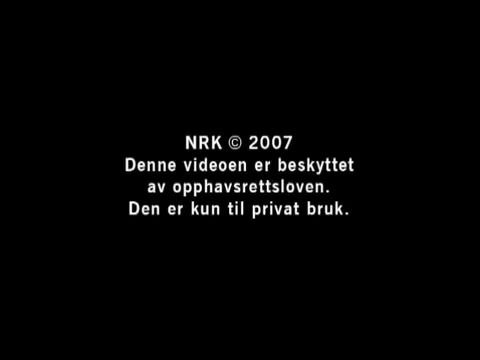 NRK © 2007
Denne videoen er beskyttet
av opphavsrettsloven.
Den er kun til privat bruk.